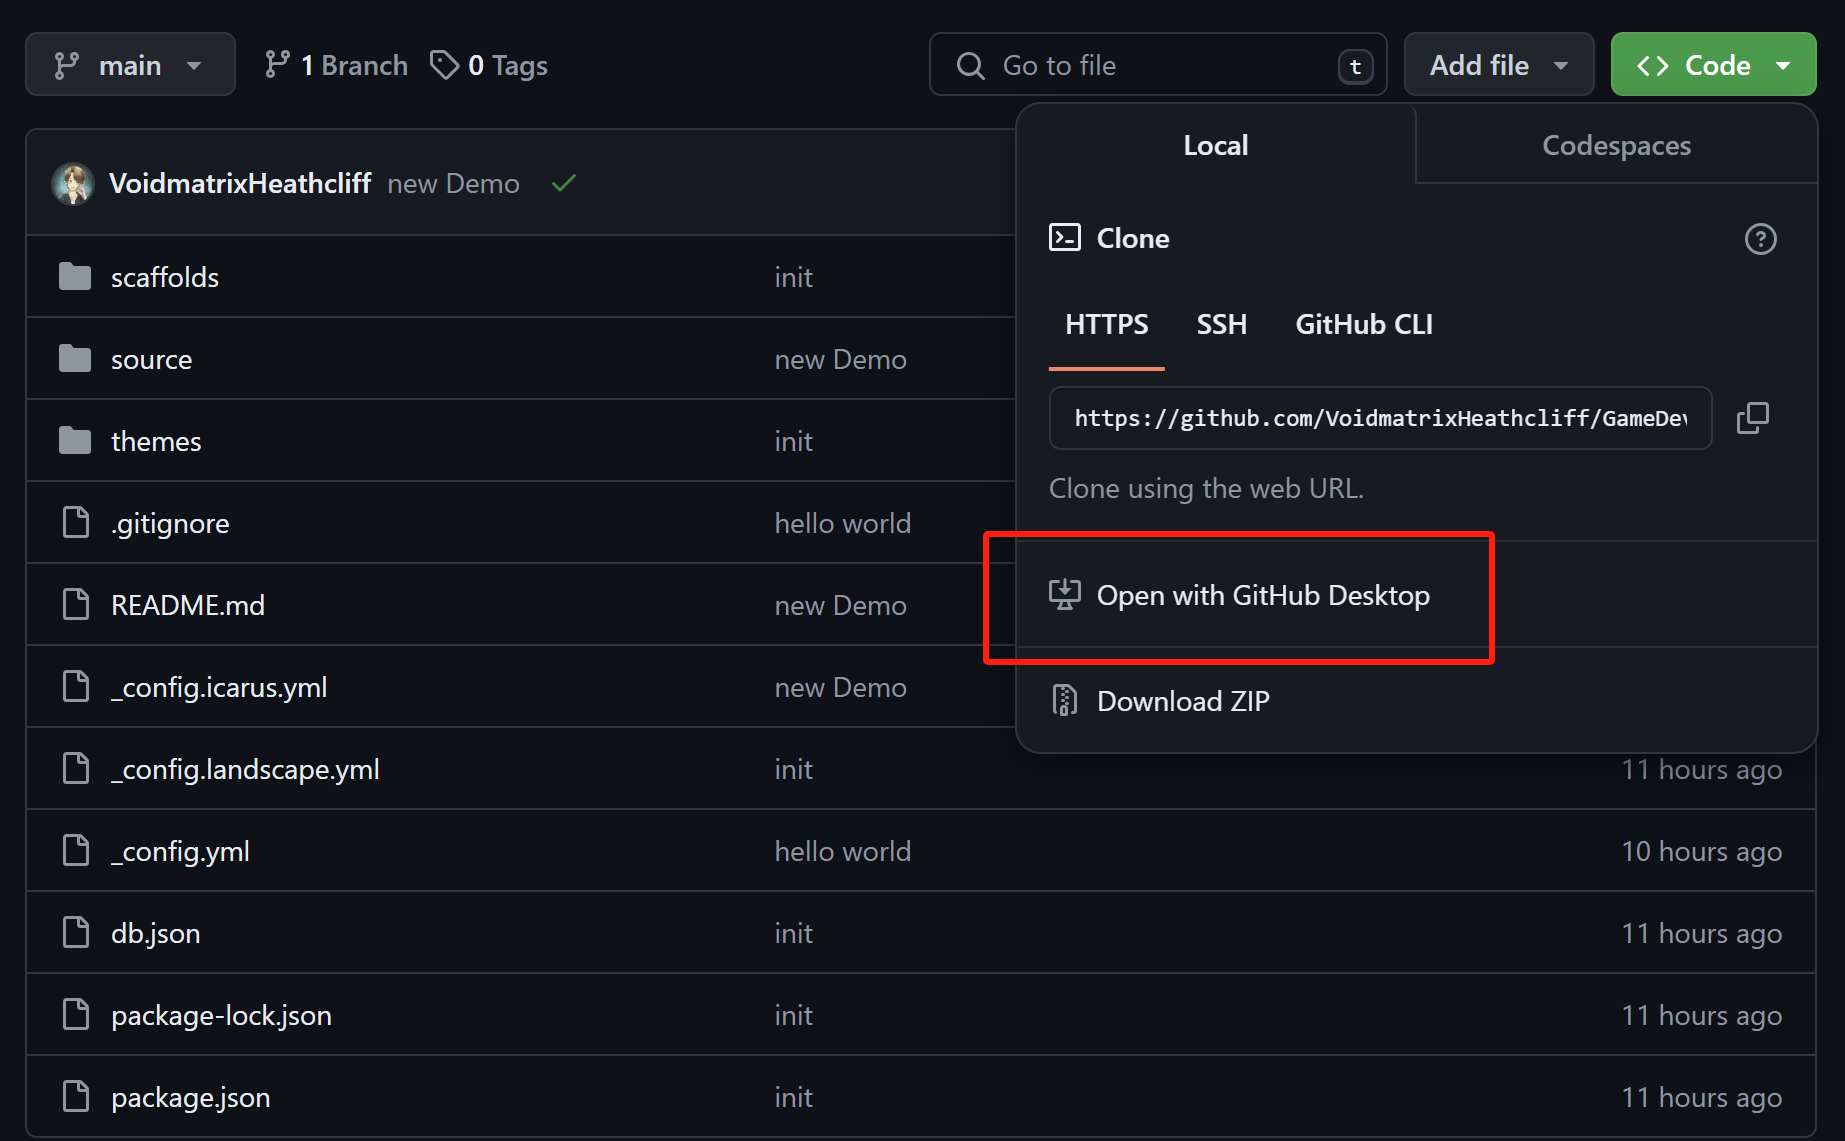 main
1 Branch
0 Tags
Go to file
t
Add file
Code
Local
Codespaces
VoidmatrixHeathcliff new Demo
Clone
HTTPS
SSH
GitHub CLI
https://github.com/VoidmatrixHeathcliff/GameDev
Clone using the web URL.
Open with GitHub Desktop
Download ZIP
scaffolds init
source new Demo
themes init
.gitignore hello world
README.md new Demo
_config.icarus.yml new Demo
_config.landscape.yml init 11 hours ago
_config.yml hello world 10 hours ago
db.json init 11 hours ago
package-lock.json init 11 hours ago
package.json init 11 hours ago